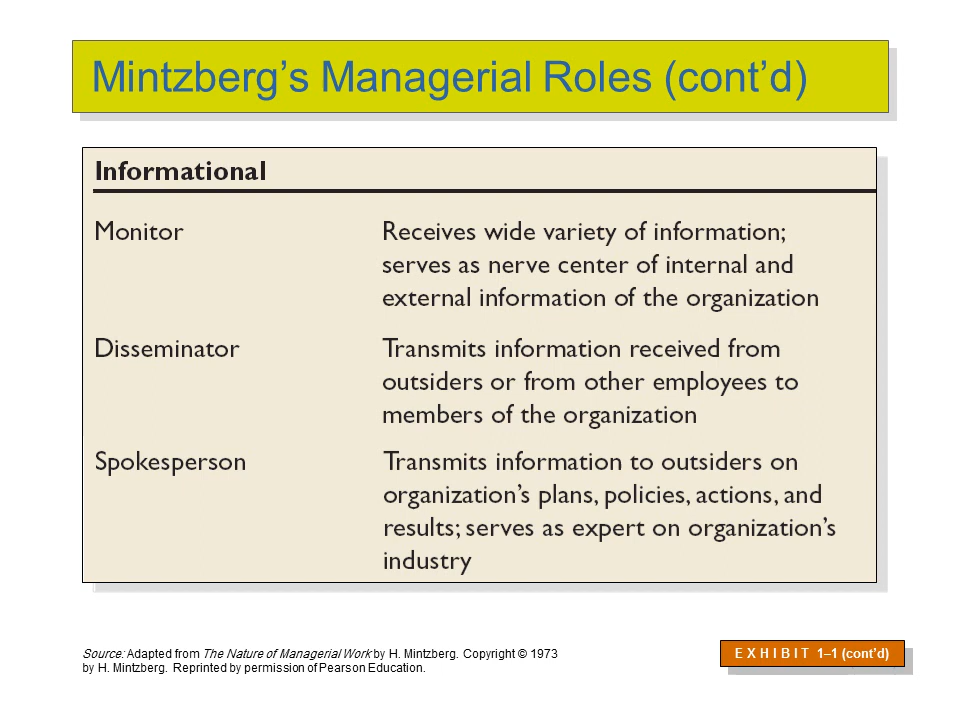 Mintzberg’s Managerial Roles (cont’d)
Informational
Monitor
Receives wide variety of information;
serves as nerve center of internal and
external information of the organization
Disseminator
Transmits information received from
outsiders or from other employees to
members of the organization
Spokesperson
Transmits information to outsiders on
organization’s plans, policies, actions, and
results; serves as expert on organization’s
industry
Source: Adapted from The Nature of Managerial Work by H. Mintzberg. Copyright © 1973
by H. Mintzberg. Reprinted by permission of Pearson Education.
E X H I B I T 1–1 (cont’d)